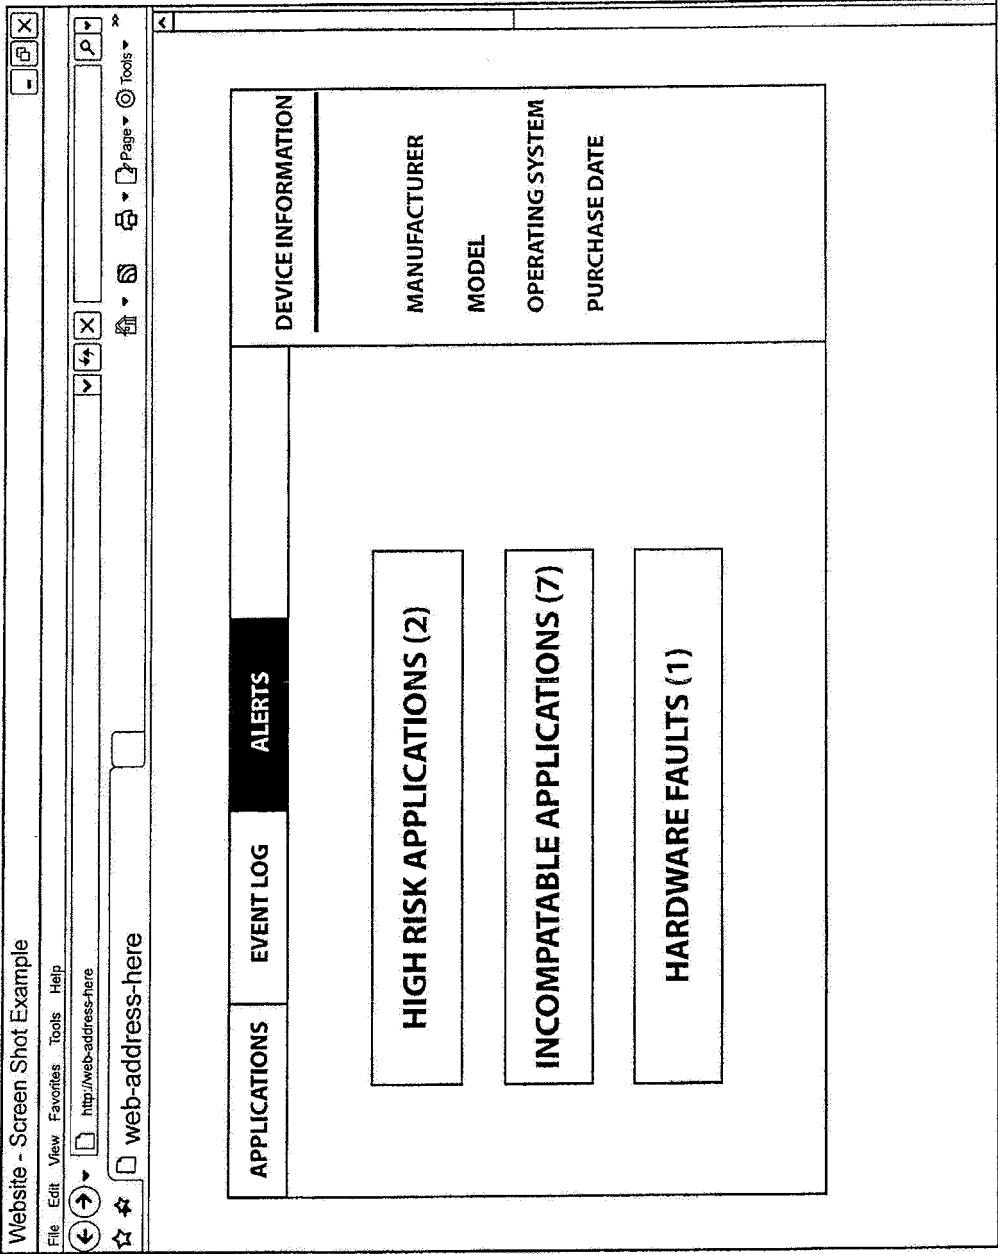 Website - Screen Shot Example
File Edit View Favorites Tools Help
http://web-address-here
web-address-here
Page Tools
APPLICATIONS EVENT LOG ALERTS
HIGH RISK APPLICATIONS (2)
INCOMPATABLE APPLICATIONS (7)
HARDWARE FAULTS (1)
DEVICE INFORMATION
MANUFACTURER
MODEL
OPERATING SYSTEM
PURCHASE DATE